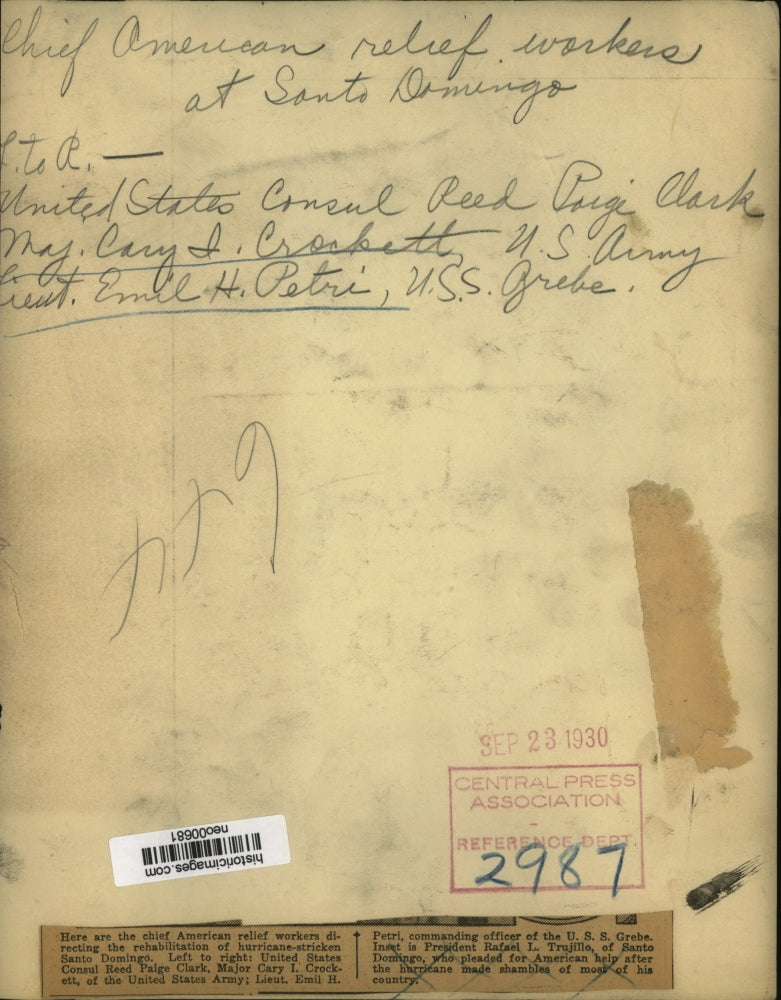 Chief American relief workers
at Santo Domingo
L. to R. —
United States Consul Reed Paige Clark
Maj. Cary I. Crockett, U.S. Army
Lieut. Emil H. Petri, U.S.S. Grebe.
SEP 23 1930
CENTRAL PRESS
ASSOCIATION
-
REFERENCE DEPT.
2987
historicimages.com
neo000681
Here are the chief American relief workers di-
recting the rehabilitation of hurricane-stricken
Santo Domingo. Left to right: United States
Consul Reed Paige Clark, Major Cary I. Crock-
ett, of the United States Army; Lieut. Emil H.
Petri, commanding officer of the U. S. S. Grebe.
Inset is President Rafael L. Trujillo, of Santo
Domingo, who pleaded for American help after
the hurricane made shambles of most of his
country.